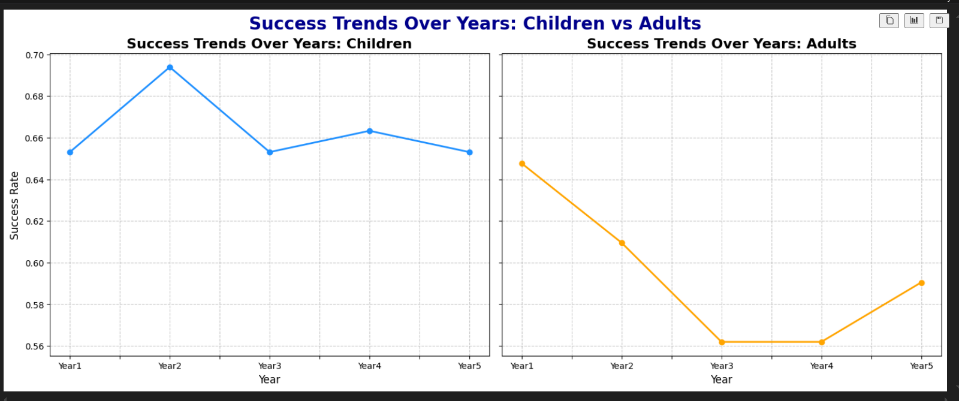 Success Trends Over Years: Children vs Adults
Success Trends Over Years: Children
Success Rate
0.70
0.68
0.66
0.64
0.62
0.60
0.58
0.56
Year1 Year2 Year3 Year4 Year5
Year
Success Trends Over Years: Adults
Year1 Year2 Year3 Year4 Year5
Year